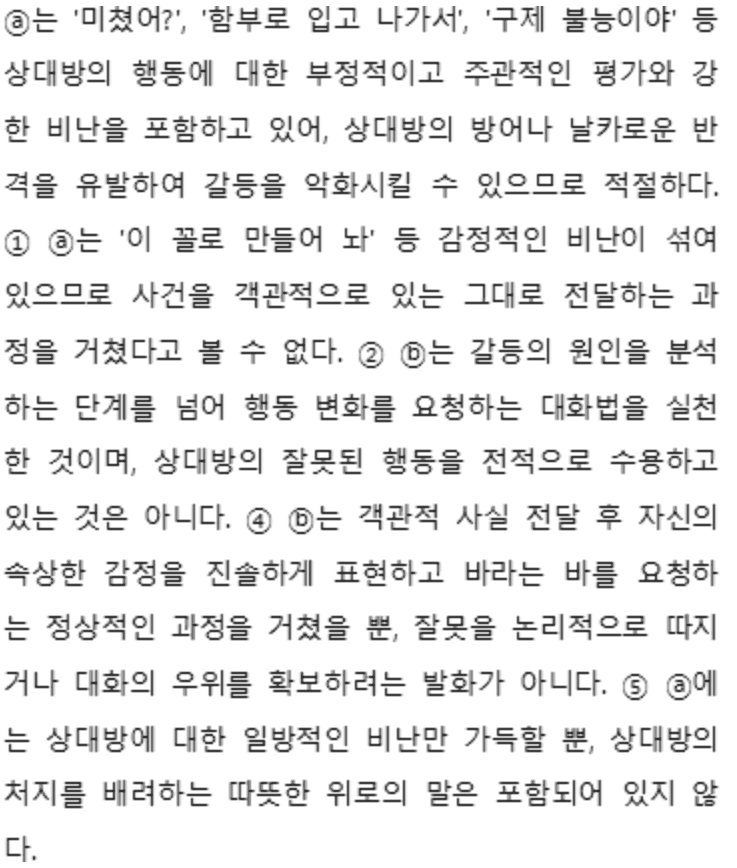 ⓐ는 '미쳤어?', '함부로 입고 나가서', '구제 불능이야' 등
상대방의 행동에 대한 부정적이고 주관적인 평가와 강
한 비난을 포함하고 있어, 상대방의 방어나 날카로운 반
격을 유발하여 갈등을 악화시킬 수 있으므로 적절하다.
① ⓐ는 '이 꼴로 만들어 놔' 등 감정적인 비난이 섞여
있으므로 사건을 객관적으로 있는 그대로 전달하는 과
정을 거쳤다고 볼 수 없다. ② ⓑ는 갈등의 원인을 분석
하는 단계를 넘어 행동 변화를 요청하는 대화법을 실천
한 것이며, 상대방의 잘못된 행동을 전적으로 수용하고
있는 것은 아니다. ④ ⓑ는 객관적 사실 전달 후 자신의
속상한 감정을 진솔하게 표현하고 바라는 바를 요청하
는 정상적인 과정을 거쳤을 뿐, 잘못을 논리적으로 따지
거나 대화의 우위를 확보하려는 발화가 아니다. ⑤ ⓐ에
는 상대방에 대한 일방적인 비난만 가득할 뿐, 상대방의
처지를 배려하는 따뜻한 위로의 말은 포함되어 있지 않
다.